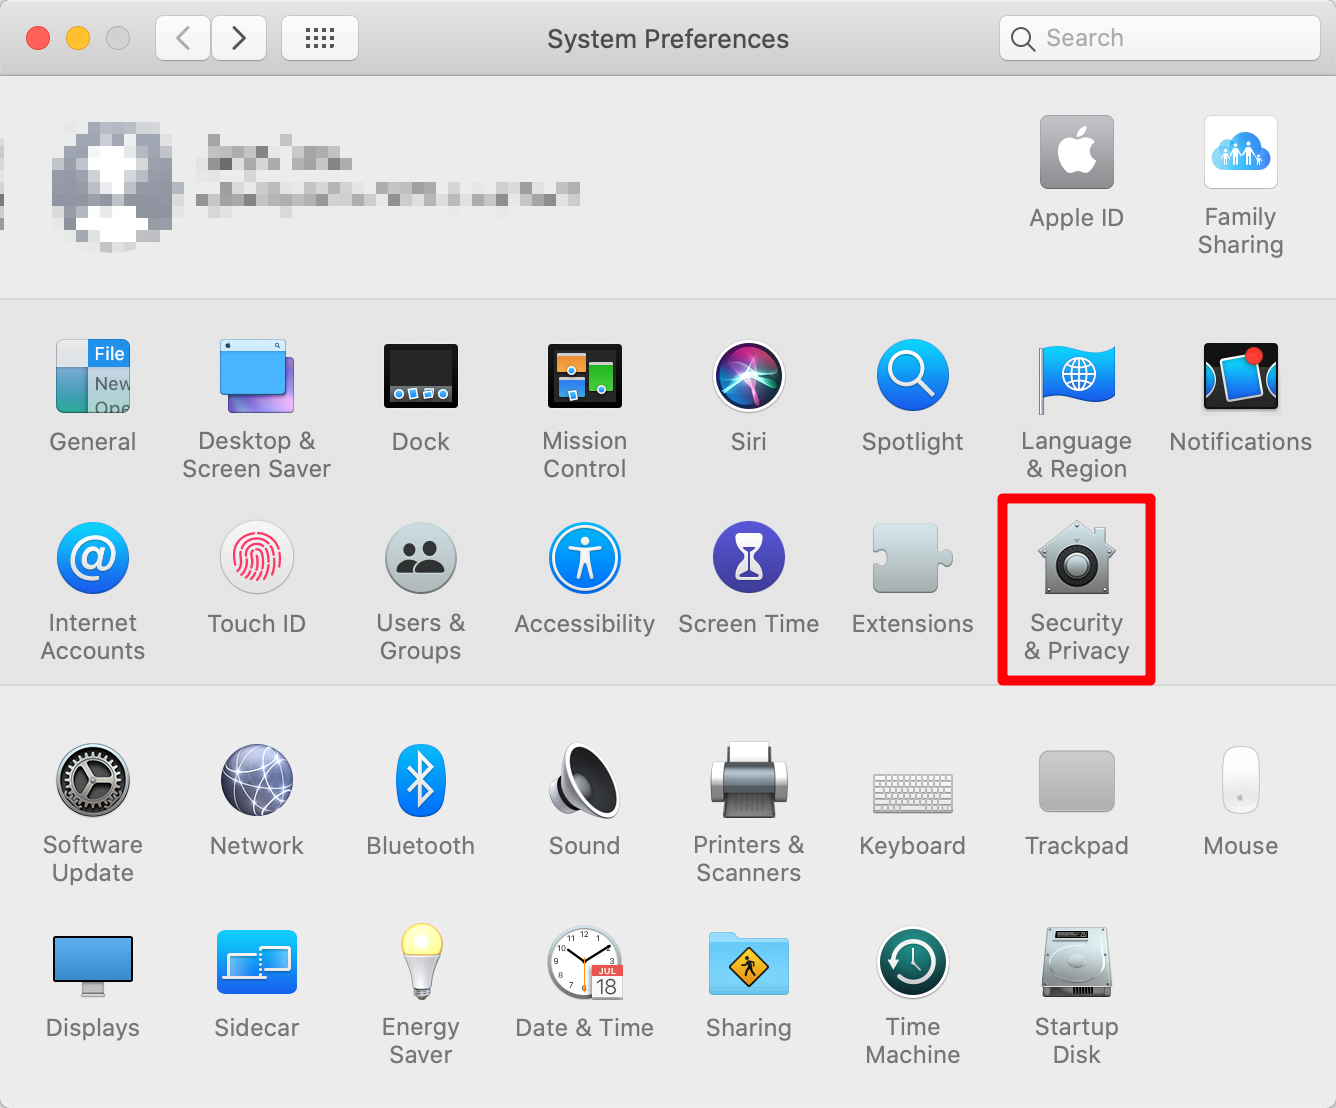 System Preferences
Search
Apple ID
Family
Sharing
File
New
Ope
General
Desktop &
Screen Saver
Dock
Mission
Control
Siri
Spotlight
Language
& Region
Notifications
Internet
Accounts
Touch ID
Users &
Groups
Accessibility
Screen Time
Extensions
Security
& Privacy
Software
Update
Network
Bluetooth
Sound
Printers &
Scanners
Keyboard
Trackpad
Mouse
Displays
Sidecar
Energy
Saver
JUL
18
Date & Time
Sharing
Time
Machine
Startup
Disk